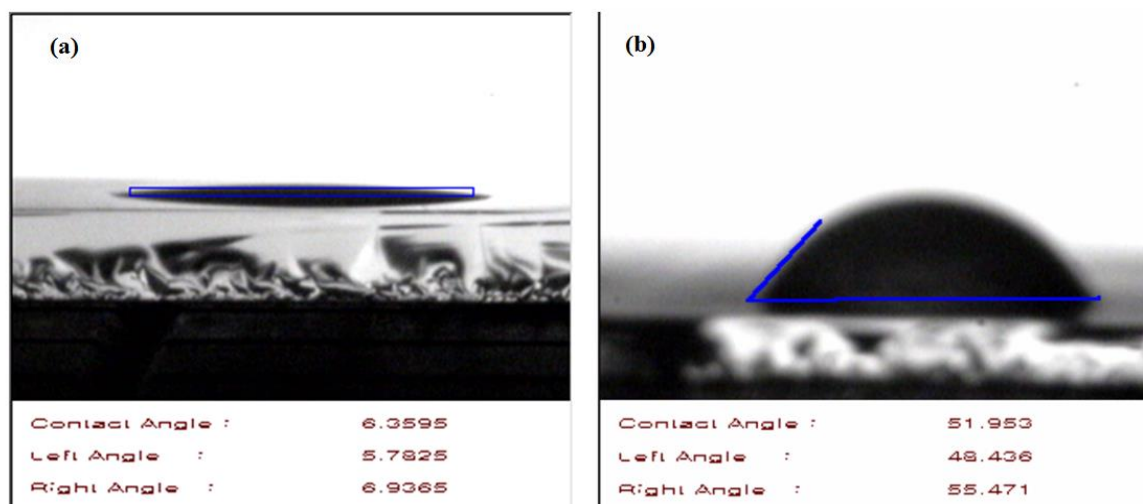 (a)
Contact Angle : 6.3595
Left Angle : 5.7825
Right Angle : 6.9365
(b)
Contact Angle : 51.953
Left Angle : 48.436
Right Angle : 55.471